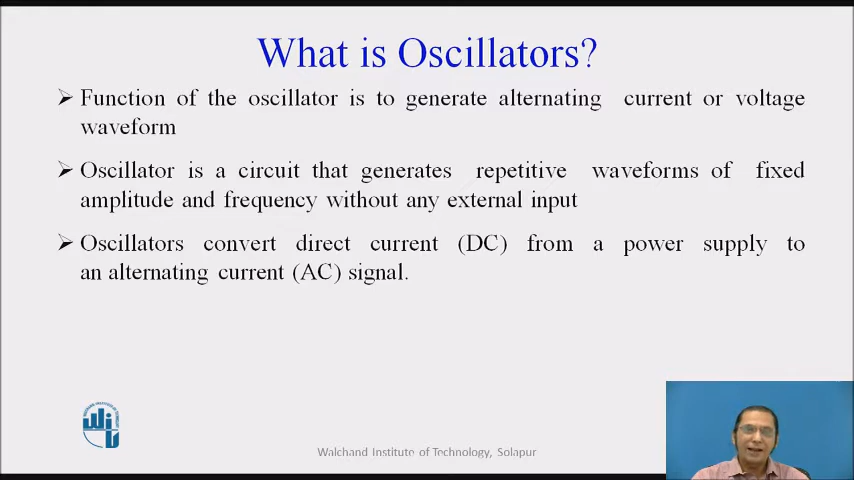 What is Oscillators?
➢ Function of the oscillator is to generate alternating current or voltage
waveform
➢ Oscillator is a circuit that generates repetitive waveforms of fixed
amplitude and frequency without any external input
➢ Oscillators convert direct current (DC) from a power supply to
an alternating current (AC) signal.
Walchand Institute of Technology, Solapur